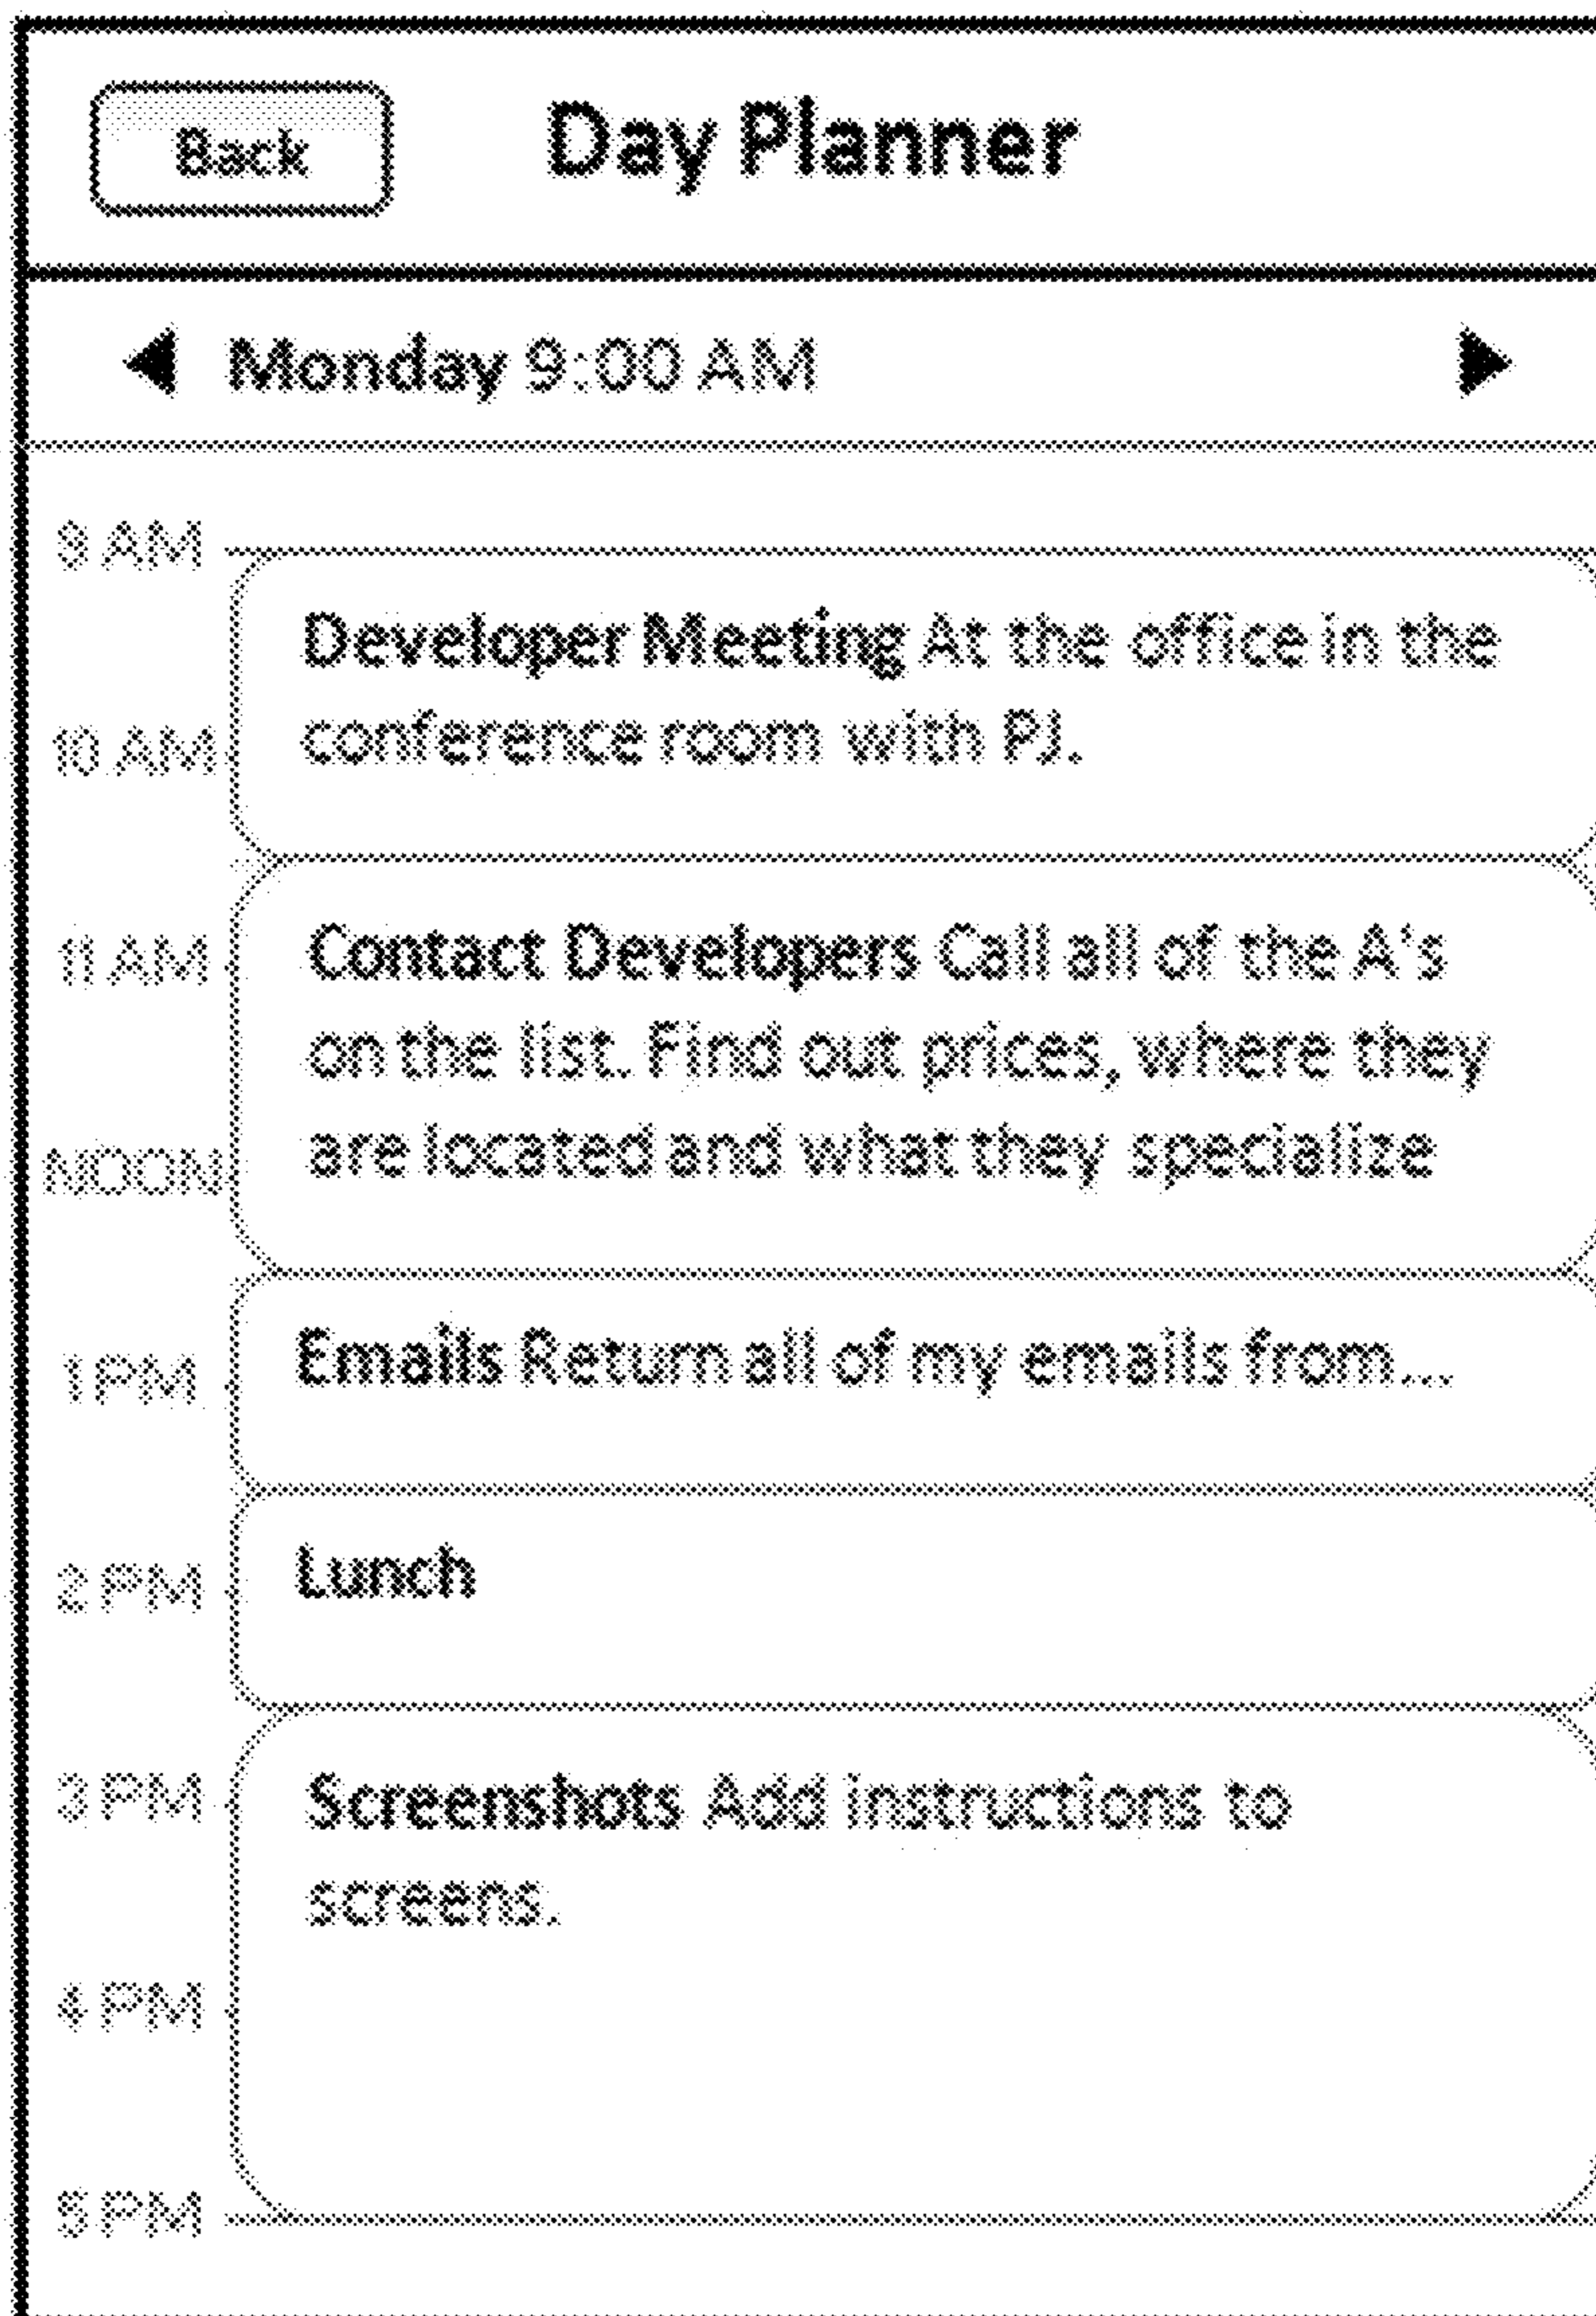 Back
Day Planner
Monday 9:00 AM
9 AM
Developer Meeting At the office in the
10 AM
conference room with PJ.
11 AM
Contact Developers Call all of the A's
on the list. Find out prices, where they
are located and what they specialize
NOON
1 PM
Emails Return all of my emails from...
2 PM
Lunch
3 PM
Screenshots Add instructions to
screens.
4 PM
5 PM